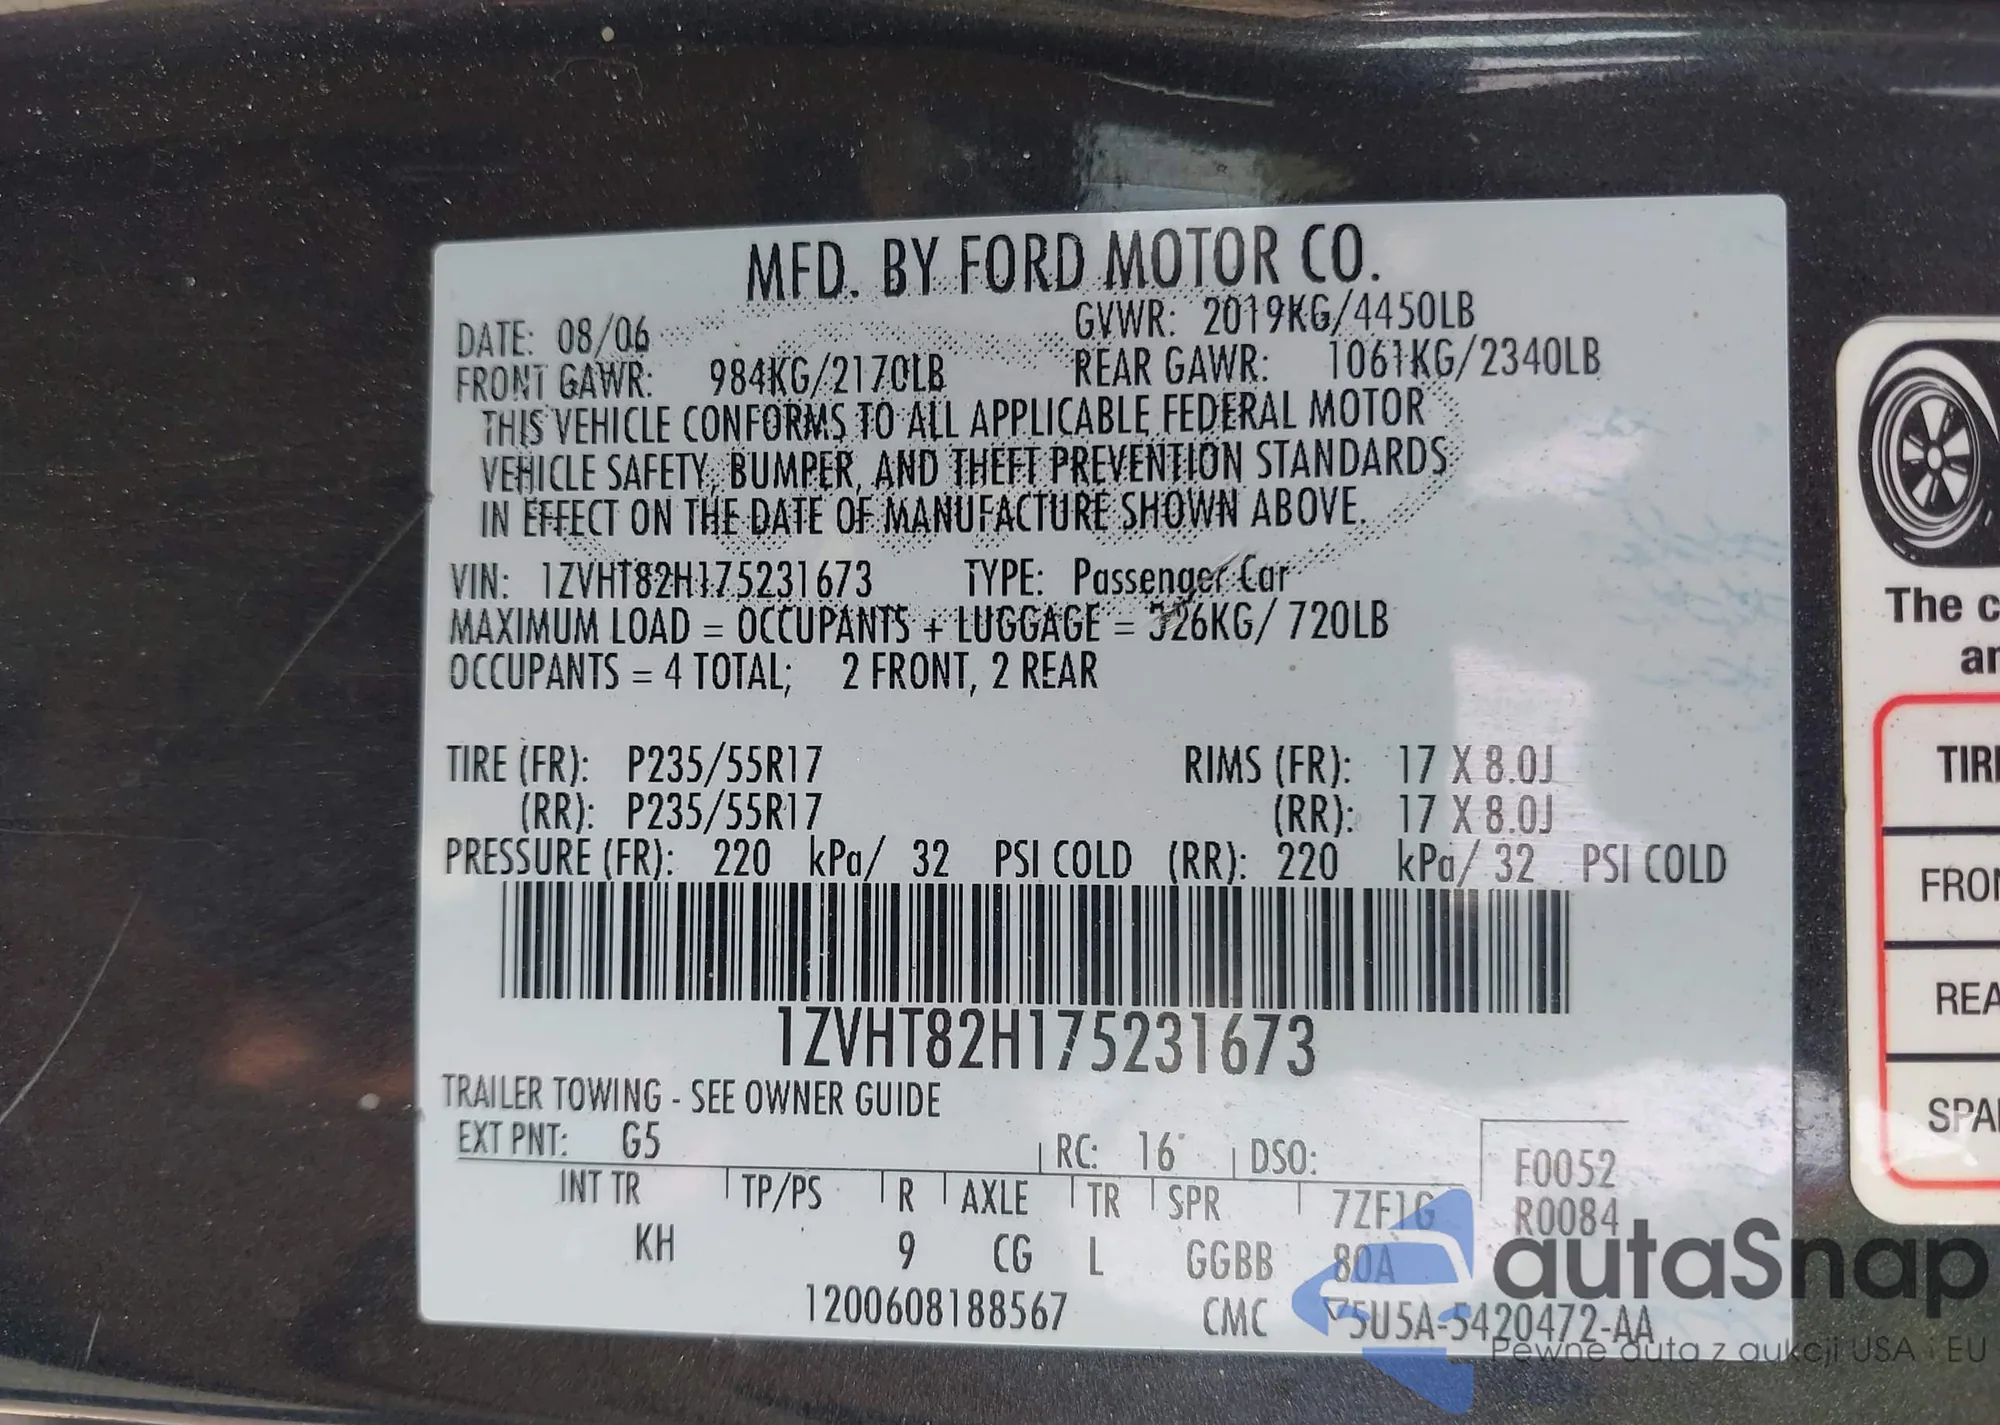 MFD. BY FORD MOTOR CO.
DATE: 08/06 GVWR: 2019KG/4450LB
FRONT GAWR: 984KG/2170LB REAR GAWR: 1061KG/2340LB
THIS VEHICLE CONFORMS TO ALL APPLICABLE FEDERAL MOTOR
VEHICLE SAFETY, BUMPER, AND THEFT PREVENTION STANDARDS
IN EFFECT ON THE DATE OF MANUFACTURE SHOWN ABOVE.
VIN: 1ZVHT82H175231673 TYPE: Passenger Car
MAXIMUM LOAD = OCCUPANTS + LUGGAGE = 326KG/ 720LB
OCCUPANTS = 4 TOTAL; 2 FRONT, 2 REAR
TIRE (FR): P235/55R17 RIMS (FR): 17 X 8.0J
(RR): P235/55R17 (RR): 17 X 8.0J
PRESSURE (FR): 220 kPa/ 32 PSI COLD (RR): 220 kPa/ 32 PSI COLD
1ZVHT82H175231673
TRAILER TOWING - SEE OWNER GUIDE
EXT PNT: G5 RC: 16 DSO: F0052
INT TR TP/PS R AXLE TR SPR 7ZF1G R0084
KH 9 CG L GGBB 80A
1200608188567 CMC 5U5A-5420472-AA
The
TIRE
FRON
REA
SPA
autaSnap
Pewne auta z aukcji USA i EU